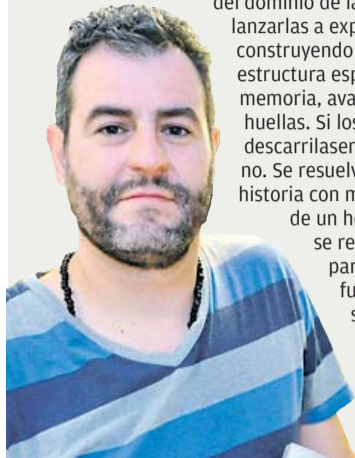 del dominio de la
lanzarlas a exp
construyendo
estructura esp
memoria, ava
huellas. Si los
descarrilasen
no. Se resuelv
historia con m
de un h
se re
par
fu
s